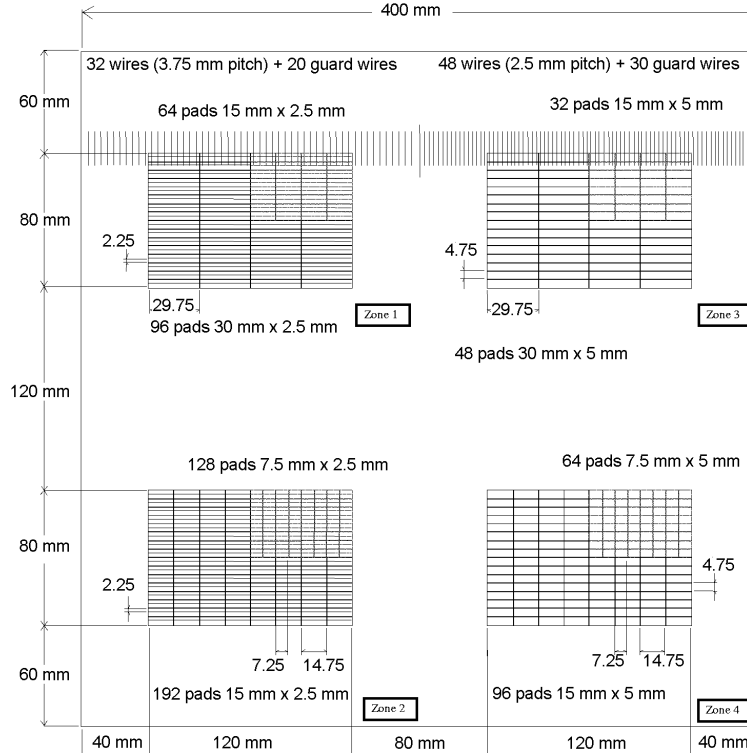 400 mm
32 wires (3.75 mm pitch) + 20 guard wires
48 wires (2.5 mm pitch) + 30 guard wires
60 mm
64 pads 15 mm x 2.5 mm
32 pads 15 mm x 5 mm
80 mm
2.25
4.75
29.75
29.75
Zone 1
Zone 3
96 pads 30 mm x 2.5 mm
48 pads 30 mm x 5 mm
120 mm
128 pads 7.5 mm x 2.5 mm
64 pads 7.5 mm x 5 mm
80 mm
2.25
4.75
7.25
14.75
7.25
14.75
60 mm
192 pads 15 mm x 2.5 mm
96 pads 15 mm x 5 mm
Zone 2
Zone 4
40 mm
120 mm
80 mm
120 mm
40 mm